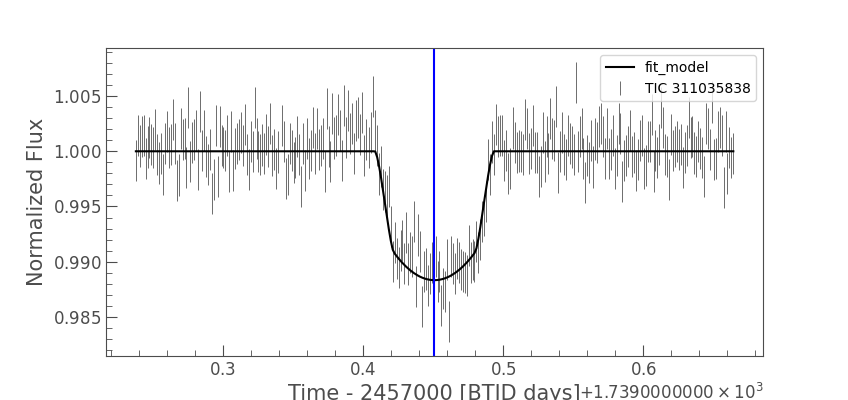 fit_model
TIC 311035838
1.005
1.000
0.995
0.990
0.985
Normalized Flux
0.3 0.4 0.5 0.6
Time - 2457000 [BTJD days]
+1.7390000000 × 10³